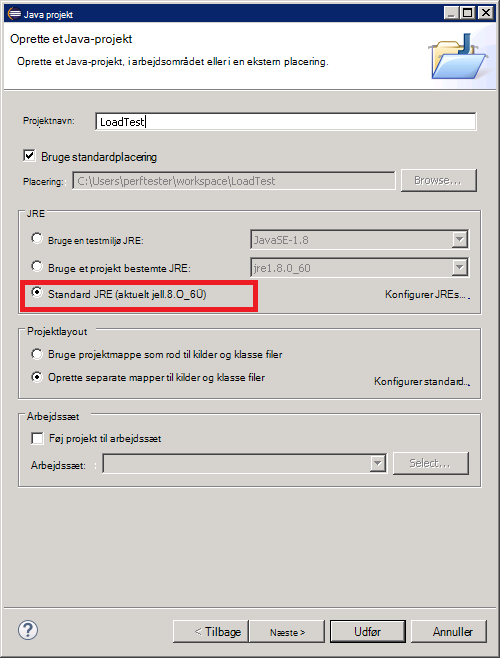 Java projekt
Oprette et Java-projekt
Oprette et Java-projekt, i arbejdsområdet eller i en ekstern placering.
Projektnavn: LoadTest
Bruge standardplacering
Placering: C:\Users\perftester\workspace\LoadTest Browse...
JRE
Bruge en testmiljø JRE: JavaSE-1.8
Bruge et projekt bestemte JRE: jre1.8.0_60
Standard JRE (aktuelt jell.8.O_6Ü) Konfigurer JREs...
Projektlayout
Bruge projektmappe som rod til kilder og klasse filer
Oprette separate mapper til kilder og klasse filer Konfigurer standard...
Arbejdssæt
Føj projekt til arbejdssæt
Arbejdssæt: : Select...
? < Tilbage Næste > Udfør Annuller